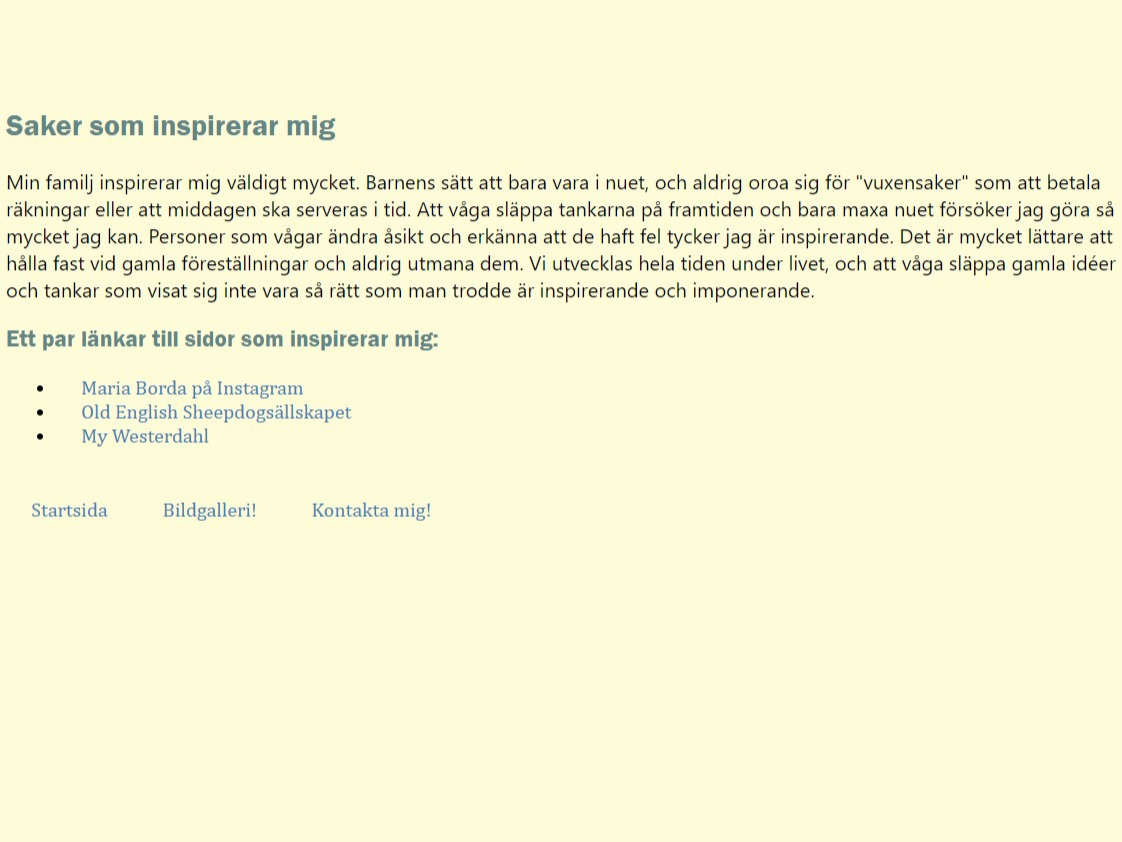 Saker som inspirerar mig
Min familj inspirerar mig väldigt mycket. Barnens sätt att bara vara i nuet, och aldrig oroa sig för "vuxensaker" som att betala
räkningar eller att middagen ska serveras i tid. Att våga släppa tankarna på framtiden och bara maxa nuet försöker jag göra så
mycket jag kan. Personer som vågar ändra åsikt och erkänna att de haft fel tycker jag är inspirerande. Det är mycket lättare att
hålla fast vid gamla föreställningar och aldrig utmana dem. Vi utvecklas hela tiden under livet, och att våga släppa gamla idéer
och tankar som visat sig inte vara så rätt som man trodde är inspirerande och imponerande.
Ett par länkar till sidor som inspirerar mig:
• Maria Borda på Instagram
• Old English Sheepdogsällskapet
• My Westerdahl
Startsida Bildgalleri! Kontakta mig!